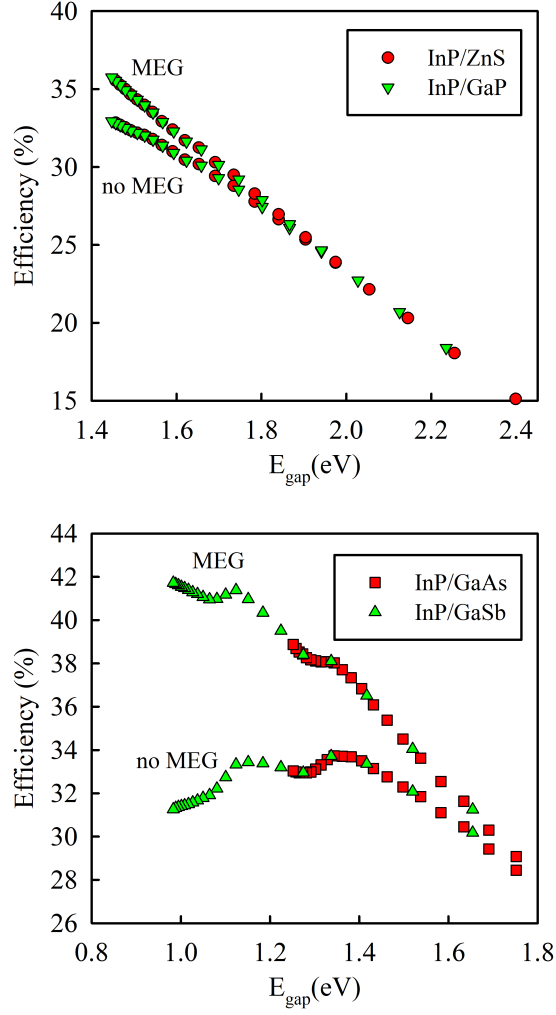 40
35
30
25
20
15
Efficiency (%)
MEG
no MEG
InP/ZnS
InP/GaP
1.4 1.6 1.8 2.0 2.2 2.4
E_gap(eV)
44
42
40
38
36
34
32
30
28
26
Efficiency (%)
MEG
no MEG
InP/GaAs
InP/GaSb
0.8 1.0 1.2 1.4 1.6 1.8
E_gap(eV)